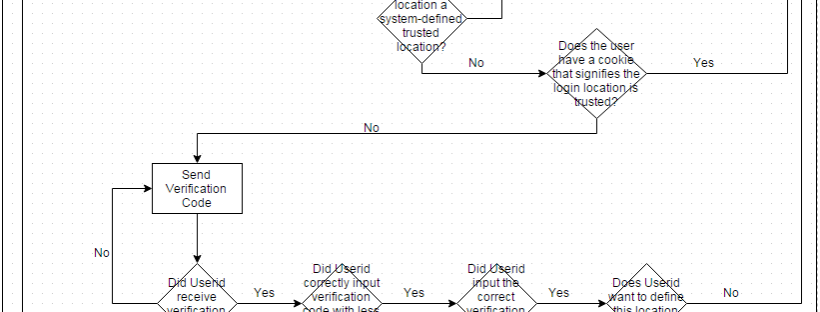 location a
system-defined
trusted
location?
No
Does the user
have a cookie
that signifies the
login location is
trusted?
Yes
No
Send
Verification
Code
No
Did Userid
receive
verification
Yes
Did Userid
correctly input
verification
code with less
Yes
Did Userid
input the
correct
verification
Yes
Does Userid
want to define
this location
No